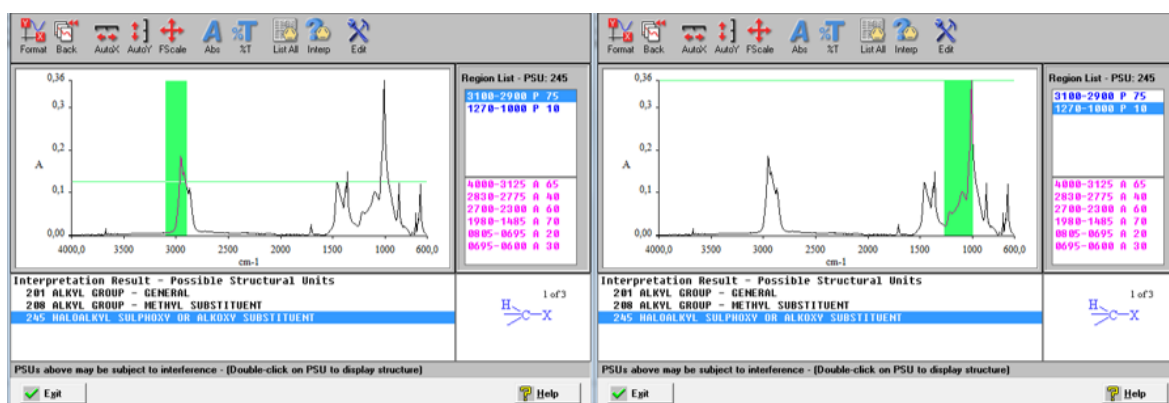 Format Back AutoX AutoY FScale Abs %T List All Interp Edit
0,36
0,3
0,2
A
0,1
0,00
4000,0 3000 2000 1500 1000 600,0
cm-1
Region List - PSU: 245
3100-2900 P 75
1270-1000 P 10
4000-3125 A 65
2830-2775 A 40
2700-2300 A 60
1980-1485 A 70
0805-0695 A 20
0695-0600 A 30
Interpretation Result - Possible Structural Units
201 ALKYL GROUP - GENERAL
208 ALKYL GROUP - METHYL SUBSTITUENT
245 HALOALKYL SULPHOXY OR ALKOXY SUBSTITUENT
1 of 3
H
C-X
PSUs above may be subject to interference - (Double-click on PSU to display structure)
Exit Help
Format Back AutoX AutoY FScale Abs %T List All Interp Edit
0,36
0,3
0,2
A
0,1
0,00
4000,0 3000 2000 1500 1000 600,0
cm-1
Region List - PSU: 245
3100-2900 P 75
1270-1000 P 10
4000-3125 A 65
2830-2775 A 40
2700-2300 A 60
1980-1485 A 70
0805-0695 A 20
0695-0600 A 30
Interpretation Result - Possible Structural Units
201 ALKYL GROUP - GENERAL
208 ALKYL GROUP - METHYL SUBSTITUENT
245 HALOALKYL SULPHOXY OR ALKOXY SUBSTITUENT
1 of 3
H
C-X
PSUs above may be subject to interference - (Double-click on PSU to display structure)
Exit Help